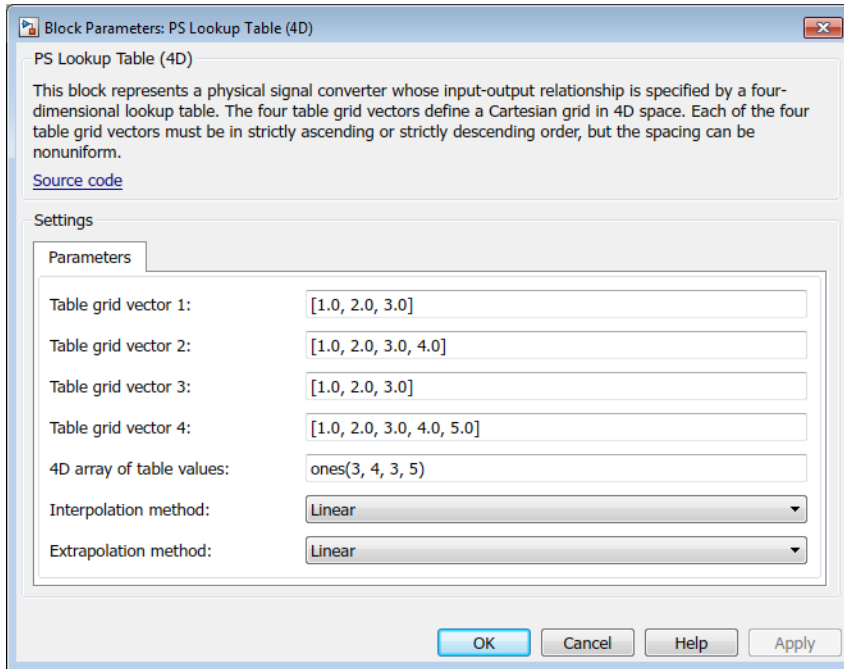 Block Parameters: PS Lookup Table (4D)
PS Lookup Table (4D)
This block represents a physical signal converter whose input-output relationship is specified by a four-
dimensional lookup table. The four table grid vectors define a Cartesian grid in 4D space. Each of the four
table grid vectors must be in strictly ascending or strictly descending order, but the spacing can be
nonuniform.
Source code
Settings
Parameters
Table grid vector 1: [1.0, 2.0, 3.0]
Table grid vector 2: [1.0, 2.0, 3.0, 4.0]
Table grid vector 3: [1.0, 2.0, 3.0]
Table grid vector 4: [1.0, 2.0, 3.0, 4.0, 5.0]
4D array of table values: ones(3, 4, 3, 5)
Interpolation method: Linear
Extrapolation method: Linear
OK Cancel Help Apply